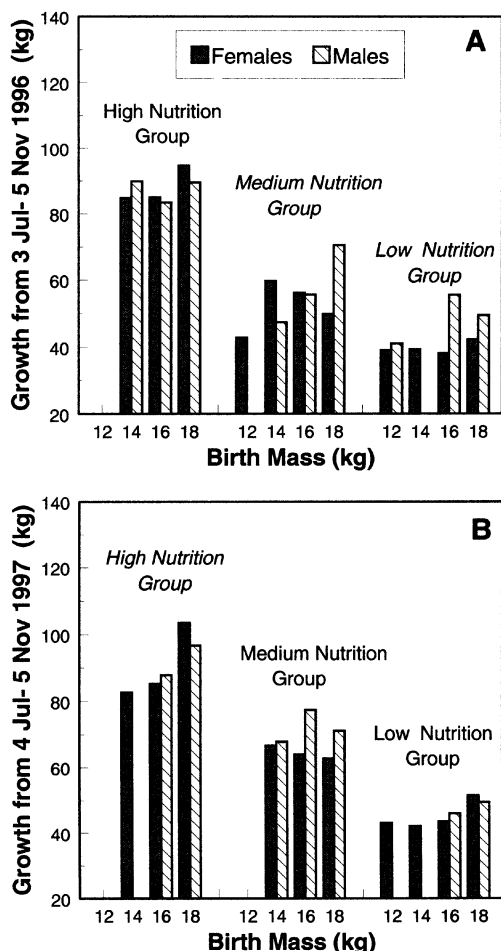 Growth from 3 Jul- 5 Nov 1996 (kg)
140
120
100
80
60
40
20
A
Females
Males
High Nutrition
Group
Medium Nutrition
Group
Low Nutrition
Group
12 14 16 18 12 14 16 18 12 14 16 18
Birth Mass (kg)
Growth from 4 Jul- 5 Nov 1997 (kg)
140
120
100
80
60
40
20
B
High Nutrition
Group
Medium Nutrition
Group
Low Nutrition
Group
12 14 16 18 12 14 16 18 12 14 16 18
Birth Mass (kg)